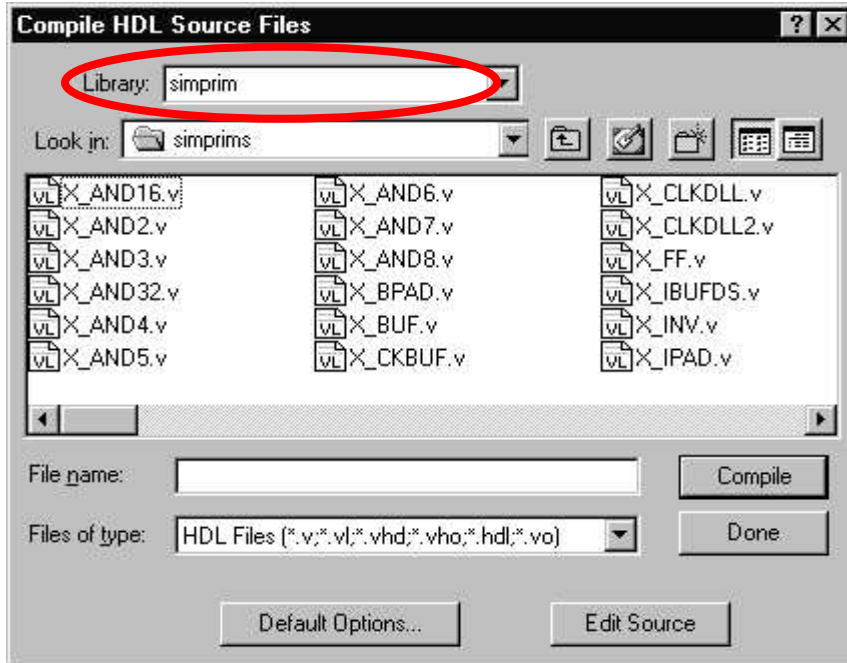 Compile HDL Source Files
Library: simprim
Look in: simprims
X_AND16.v X_AND6.v X_CLKDLL.v
X_AND2.v X_AND7.v X_CLKDLL2.v
X_AND3.v X_AND8.v X_FF.v
X_AND32.v X_BPAD.v X_IBUFDS.v
X_AND4.v X_BUF.v X_INV.v
X_AND5.v X_CKBUF.v X_IPAD.v
File name: Compile
Files of type: HDL Files (*.v;*.vl;*.vhd;*.vho;*.hdl;*.vo) Done
Default Options... Edit Source